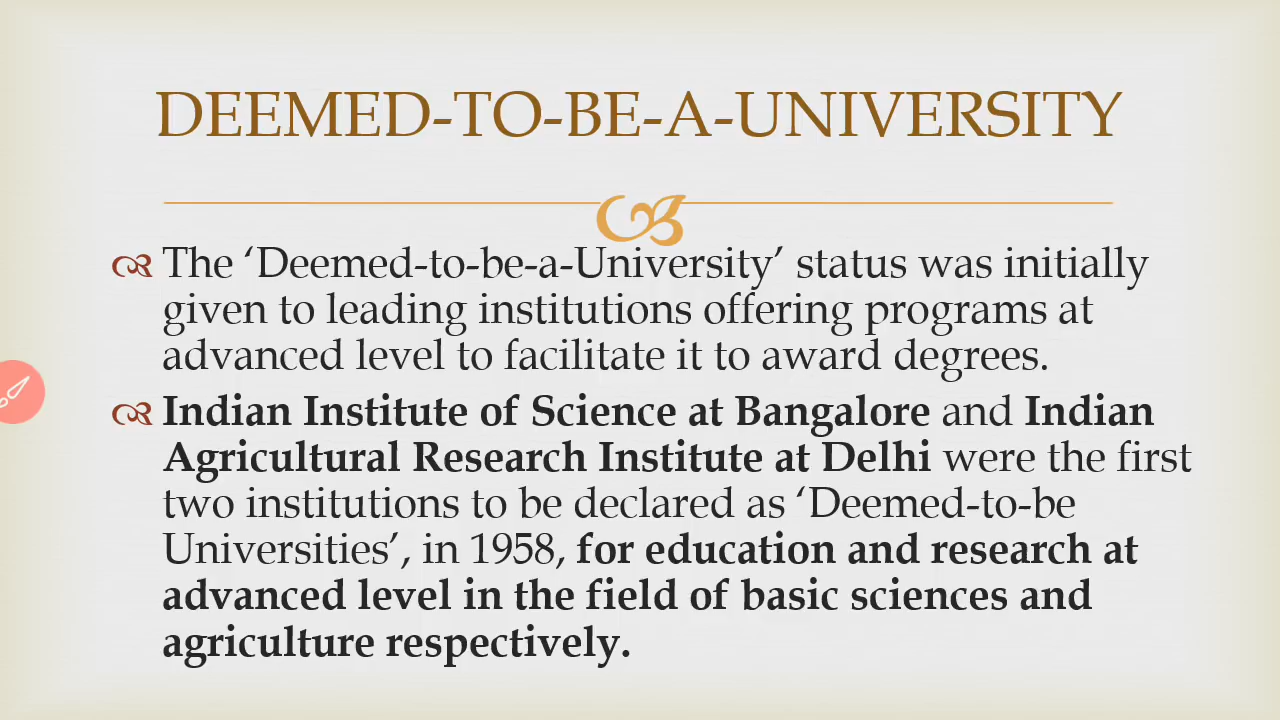 DEEMED-TO-BE-A-UNIVERSITY
The ‘Deemed-to-be-a-University’ status was initially
given to leading institutions offering programs at
advanced level to facilitate it to award degrees.
Indian Institute of Science at Bangalore and Indian
Agricultural Research Institute at Delhi were the first
two institutions to be declared as ‘Deemed-to-be
Universities’, in 1958, for education and research at
advanced level in the field of basic sciences and
agriculture respectively.